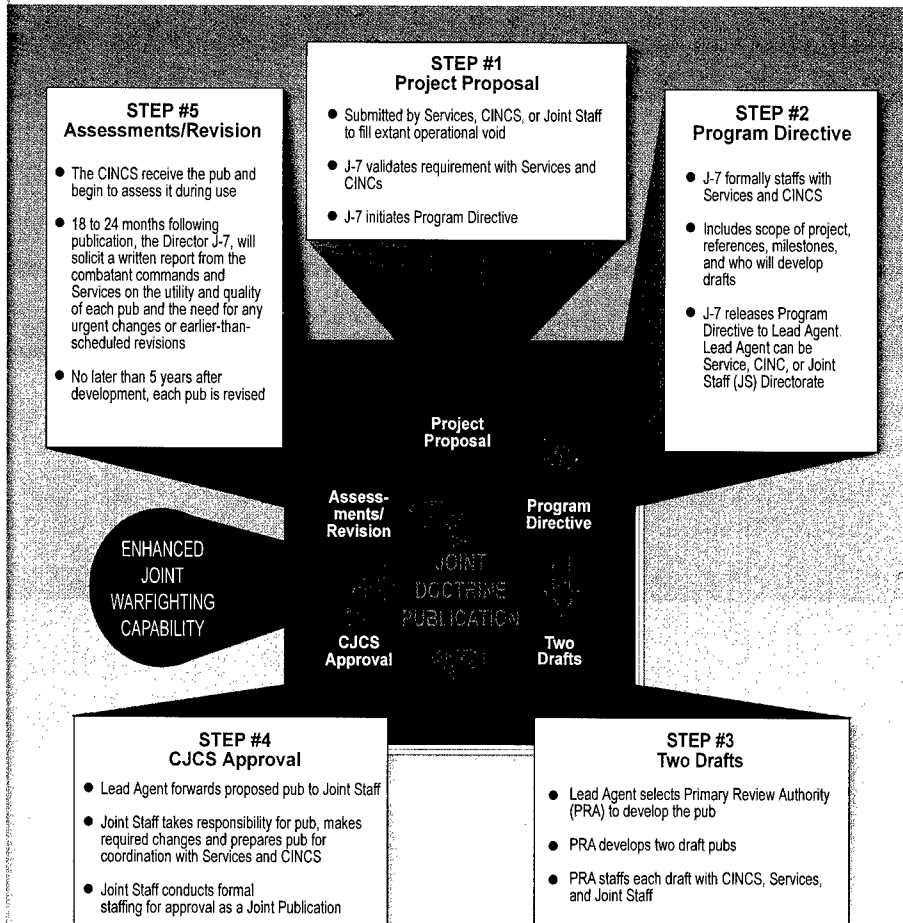 STEP #1
Project Proposal
● Submitted by Services, CINCS, or Joint Staff
to fill extant operational void
● J-7 validates requirement with Services and
CINCs
● J-7 initiates Program Directive
STEP #2
Program Directive
● J-7 formally staffs with
Services and CINCS
● Includes scope of project,
references, milestones,
and who will develop
drafts
● J-7 releases Program
Directive to Lead Agent.
Lead Agent can be
Service, CINC, or Joint
Staff (JS) Directorate
STEP #3
Two Drafts
● Lead Agent selects Primary Review Authority
(PRA) to develop the pub
● PRA develops two draft pubs
● PRA staffs each draft with CINCS, Services,
and Joint Staff
STEP #4
CJCS Approval
● Lead Agent forwards proposed pub to Joint Staff
● Joint Staff takes responsibility for pub, makes
required changes and prepares pub for
coordination with Services and CINCS
● Joint Staff conducts formal
staffing for approval as a Joint Publication
STEP #5
Assessments/Revision
● The CINCS receive the pub and
begin to assess it during use
● 18 to 24 months following
publication, the Director J-7, will
solicit a written report from the
combatant commands and
Services on the utility and quality
of each pub and the need for any
urgent changes or earlier-than-
scheduled revisions
● No later than 5 years after
development, each pub is revised
Project
Proposal
Program
Directive
Two
Drafts
CJCS
Approval
Assess-
ments/
Revision
JOINT
DOCTRINE
PUBLICATION
ENHANCED
JOINT
WARFIGHTING
CAPABILITY